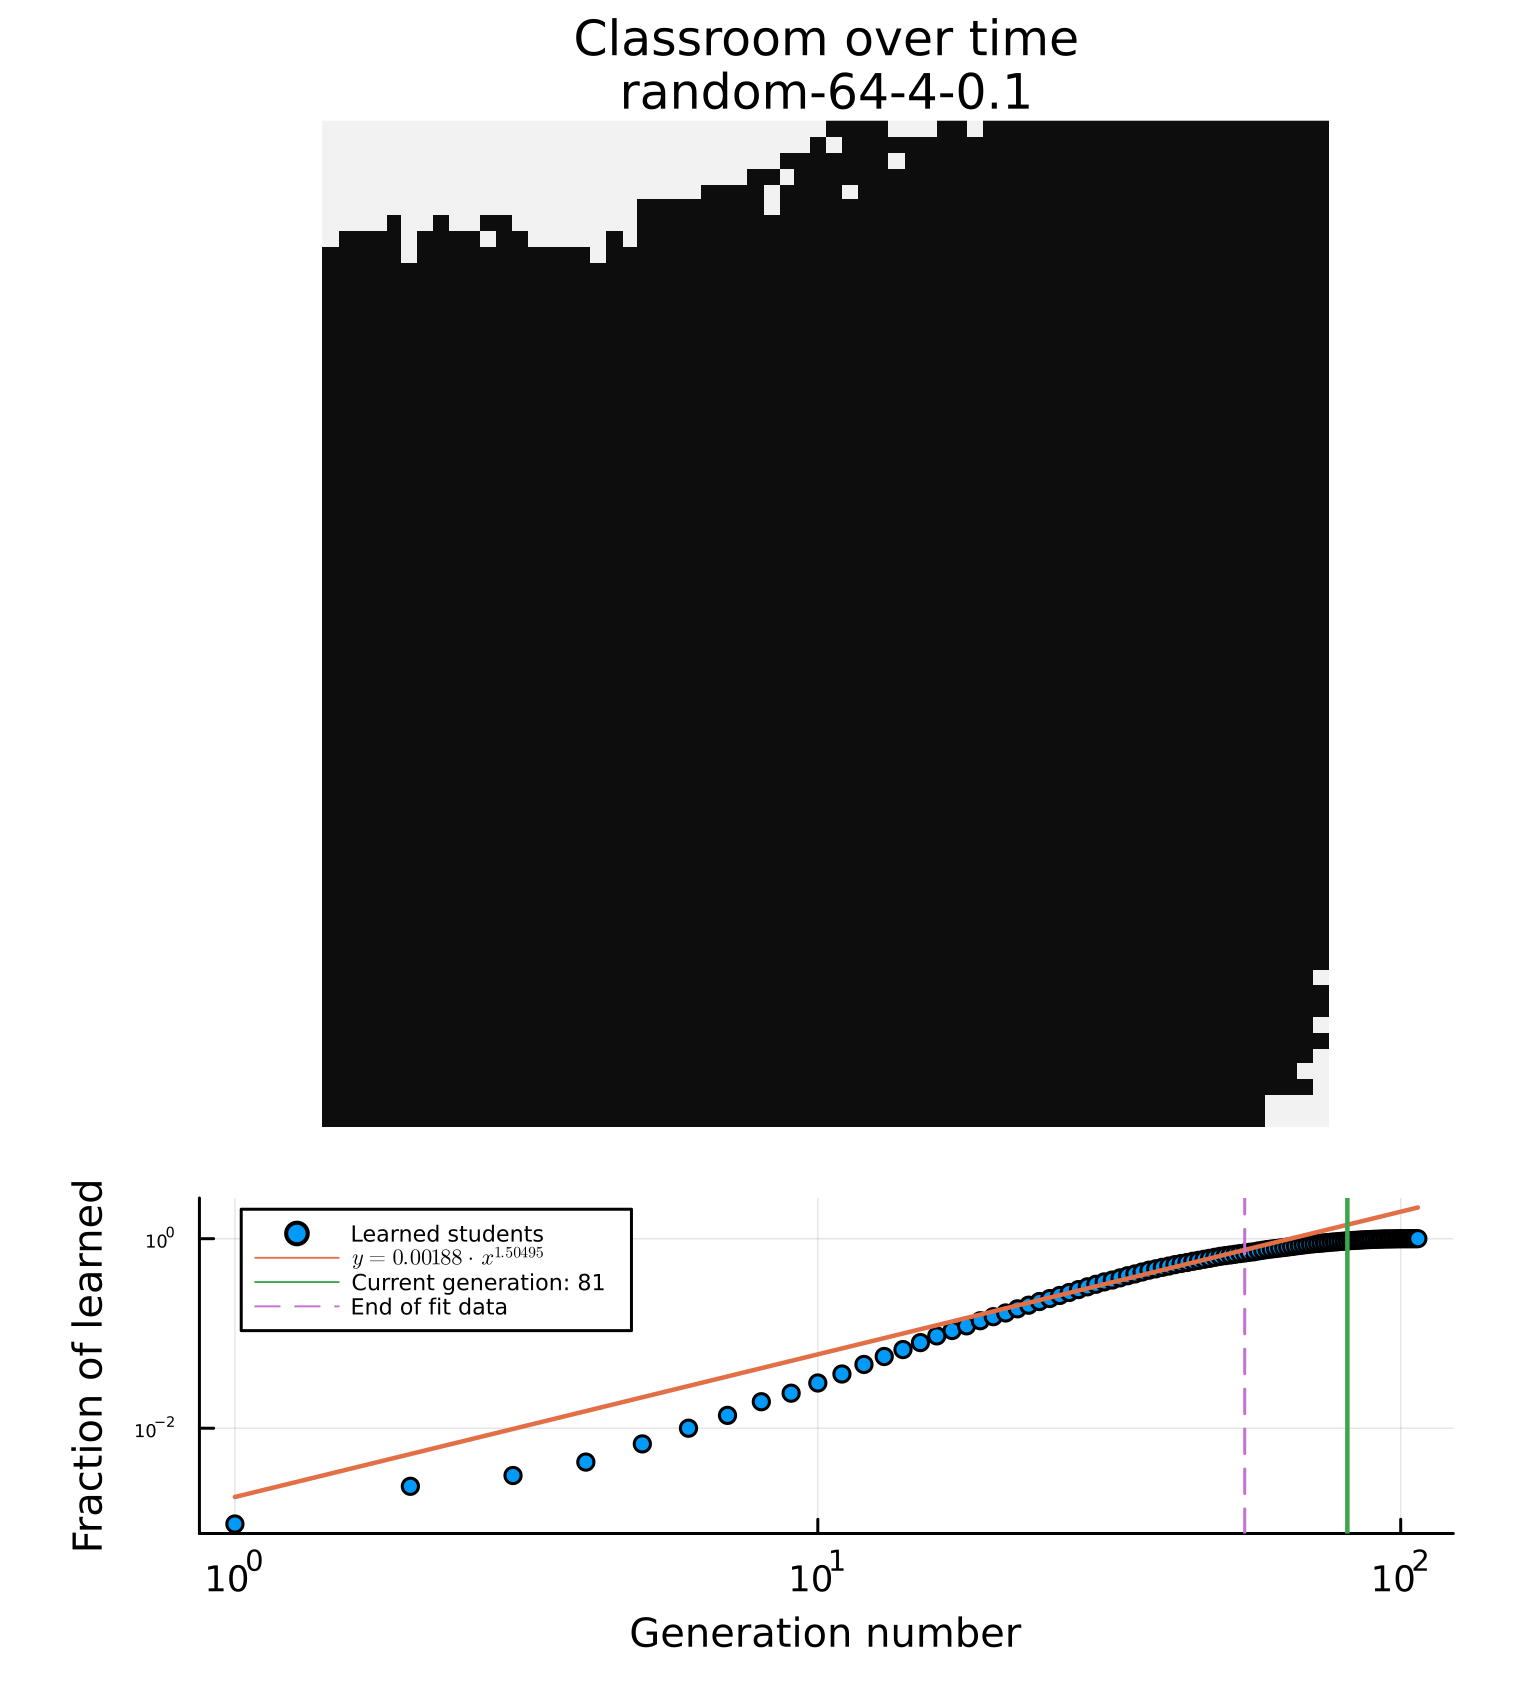 Classroom over time
random-64-4-0.1
Fraction of learned
10⁰
10⁻²
Learned students
y = 0.00188 · x^1.50495
Current generation: 81
End of fit data
10⁰ 10¹ 10²
Generation number